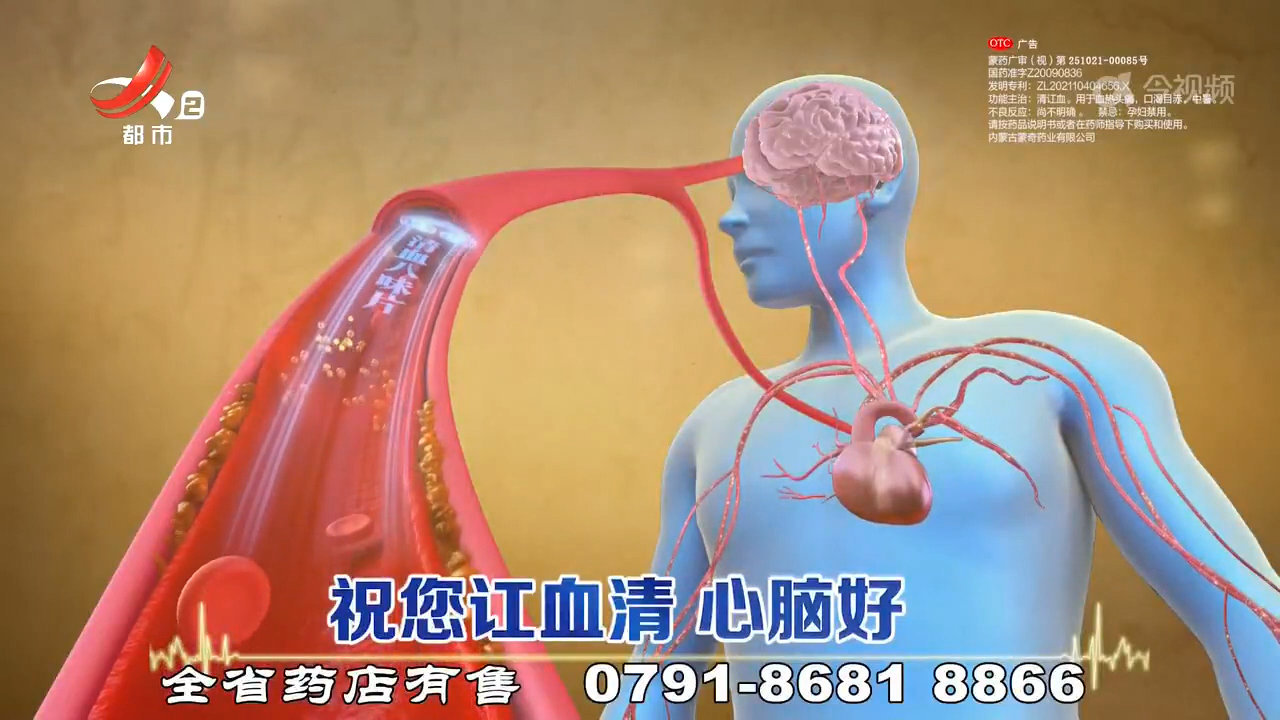 都市
2
OTC 广告
蒙药广审（视）第 251021-00085号
国药准字Z20090836
发明专利：ZL202110404656.X
今视频
功能主治：清讧血。用于血热头痛，口渴目赤，中暑。
不良反应：尚不明确 。 禁忌：孕妇禁用。
请按药品说明书或者在药师指导下购买和使用。
内蒙古蒙奇药业有限公司
清血八味片
祝您讧血清 心脑好
全省药店有售 0791-8681 8866